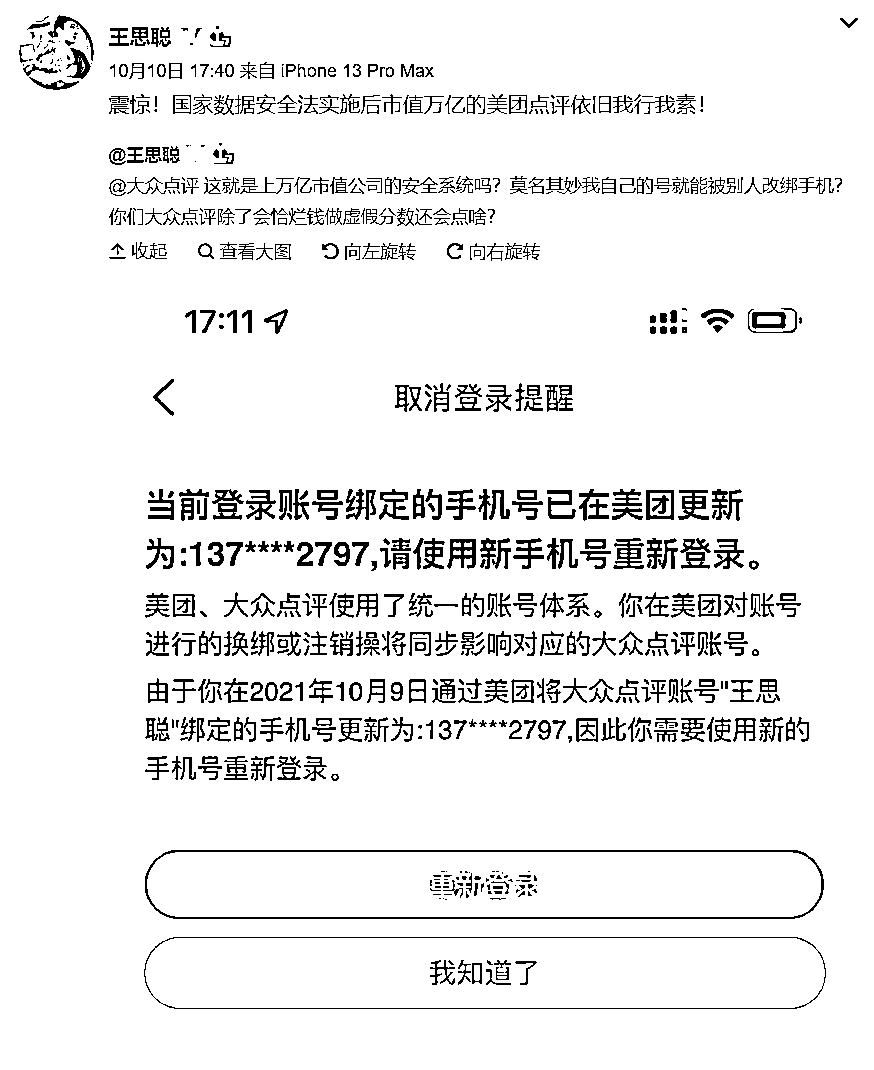 王思聪
10月10日 17:40 来自 iPhone 13 Pro Max
震惊！国家数据安全法实施后市值万亿的美团点评依旧我行我素！
@王思聪
@大众点评 这就是上万亿市值公司的安全系统吗？莫名其妙我自己的号就能被别人改绑手机？
你们大众点评除了会恰烂钱做虚假分数还会点啥？
收起 查看大图 向左旋转 向右旋转
17:11
取消登录提醒
当前登录账号绑定的手机号已在美团更新
为:137****2797,请使用新手机号重新登录。
美团、大众点评使用了统一的账号体系。你在美团对账号
进行的换绑或注销操将同步影响对应的大众点评账号。
由于你在2021年10月9日通过美团将大众点评账号"王思
聪"绑定的手机号更新为:137****2797,因此你需要使用新的
手机号重新登录。
重新登录
我知道了